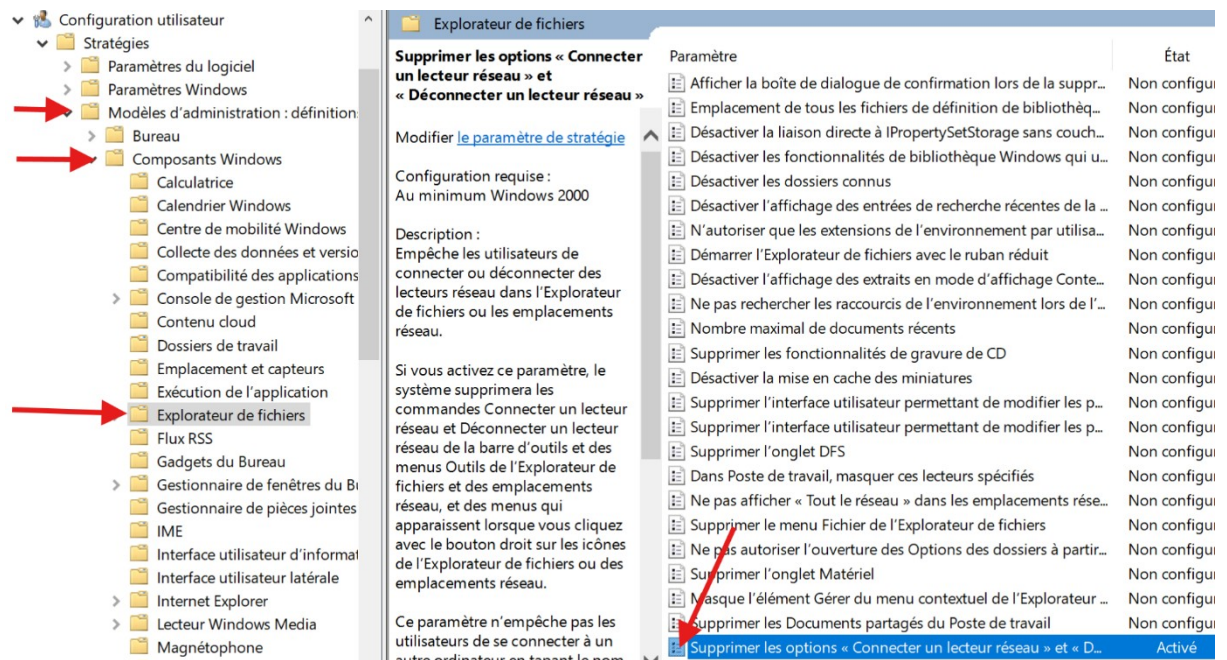 Configuration utilisateur
Stratégies
Paramètres du logiciel
Paramètres Windows
Modèles d'administration : définition
Bureau
Composants Windows
Calculatrice
Calendrier Windows
Centre de mobilité Windows
Collecte des données et versio
Compatibilité des applications
Console de gestion Microsoft
Contenu cloud
Dossiers de travail
Emplacement et capteurs
Exécution de l'application
Explorateur de fichiers
Flux RSS
Gadgets du Bureau
Gestionnaire de fenêtres du Bu
Gestionnaire de pièces jointes
IME
Interface utilisateur d'informat
Interface utilisateur latérale
Internet Explorer
Lecteur Windows Media
Magnétophone
Explorateur de fichiers
Supprimer les options « Connecter
un lecteur réseau » et
« Déconnecter un lecteur réseau »
Modifier le paramètre de stratégie
Configuration requise :
Au minimum Windows 2000
Description :
Empêche les utilisateurs de
connecter ou déconnecter des
lecteurs réseau dans l'Explorateur
de fichiers ou les emplacements
réseau.
Si vous activez ce paramètre, le
système supprimera les
commandes Connecter un lecteur
réseau et Déconnecter un lecteur
réseau de la barre d'outils et des
menus Outils de l'Explorateur de
fichiers et des emplacements
réseau, et des menus qui
apparaissent lorsque vous cliquez
avec le bouton droit sur les icônes
de l'Explorateur de fichiers ou des
emplacements réseau.
Ce paramètre n'empêche pas les
utilisateurs de se connecter à un
autre ordinateur en tapant le nom
Paramètre État
Afficher la boîte de dialogue de confirmation lors de la suppr... Non configur
Emplacement de tous les fichiers de définition de bibliothèq... Non configur
Désactiver la liaison directe à IPropertySetStorage sans couch... Non configur
Désactiver les fonctionnalités de bibliothèque Windows qui u... Non configur
Désactiver les dossiers connus Non configur
Désactiver l'affichage des entrées de recherche récentes de la ... Non configur
N'autoriser que les extensions de l'environnement par utilisa... Non configur
Démarrer l'Explorateur de fichiers avec le ruban réduit Non configur
Désactiver l'affichage des extraits en mode d'affichage Conte... Non configur
Ne pas rechercher les raccourcis de l'environnement lors de l'... Non configur
Nombre maximal de documents récents Non configur
Supprimer les fonctionnalités de gravure de CD Non configur
Désactiver la mise en cache des miniatures Non configur
Supprimer l'interface utilisateur permettant de modifier les p... Non configur
Supprimer l'interface utilisateur permettant de modifier les p... Non configur
Supprimer l'onglet DFS Non configur
Dans Poste de travail, masquer ces lecteurs spécifiés Non configur
Ne pas afficher « Tout le réseau » dans les emplacements rése... Non configur
Supprimer le menu Fichier de l'Explorateur de fichiers Non configur
Ne pas autoriser l'ouverture des Options des dossiers à partir... Non configur
Supprimer l'onglet Matériel Non configur
Masque l'élément Gérer du menu contextuel de l'Explorateur ... Non configur
Supprimer les Documents partagés du Poste de travail Non configur
Supprimer les options « Connecter un lecteur réseau » et « D... Activé